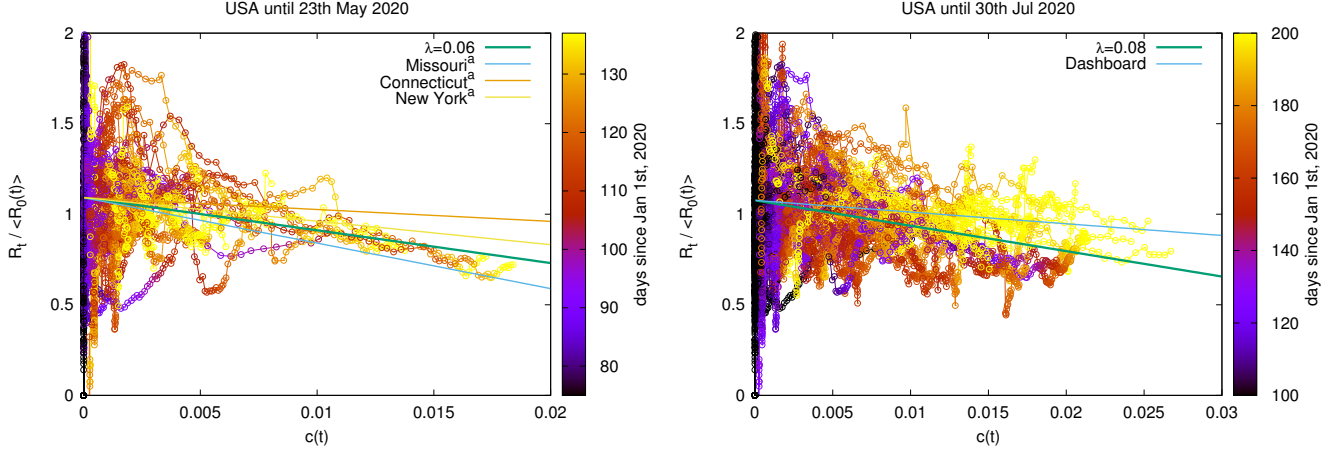 USA until 23th May 2020
R_t / <R_0(t)>
2
1.5
1
0.5
0
0
0.005
0.01
0.015
0.02
c(t)
λ=0.06
Missouri^a
Connecticut^a
New York^a
130
120
110
100
90
80
days since Jan 1st, 2020
USA until 30th Jul 2020
R_t / <R_0(t)>
2
1.5
1
0.5
0
0
0.005
0.01
0.015
0.02
0.025
0.03
c(t)
λ=0.08
Dashboard
200
180
160
140
120
100
days since Jan 1st, 2020